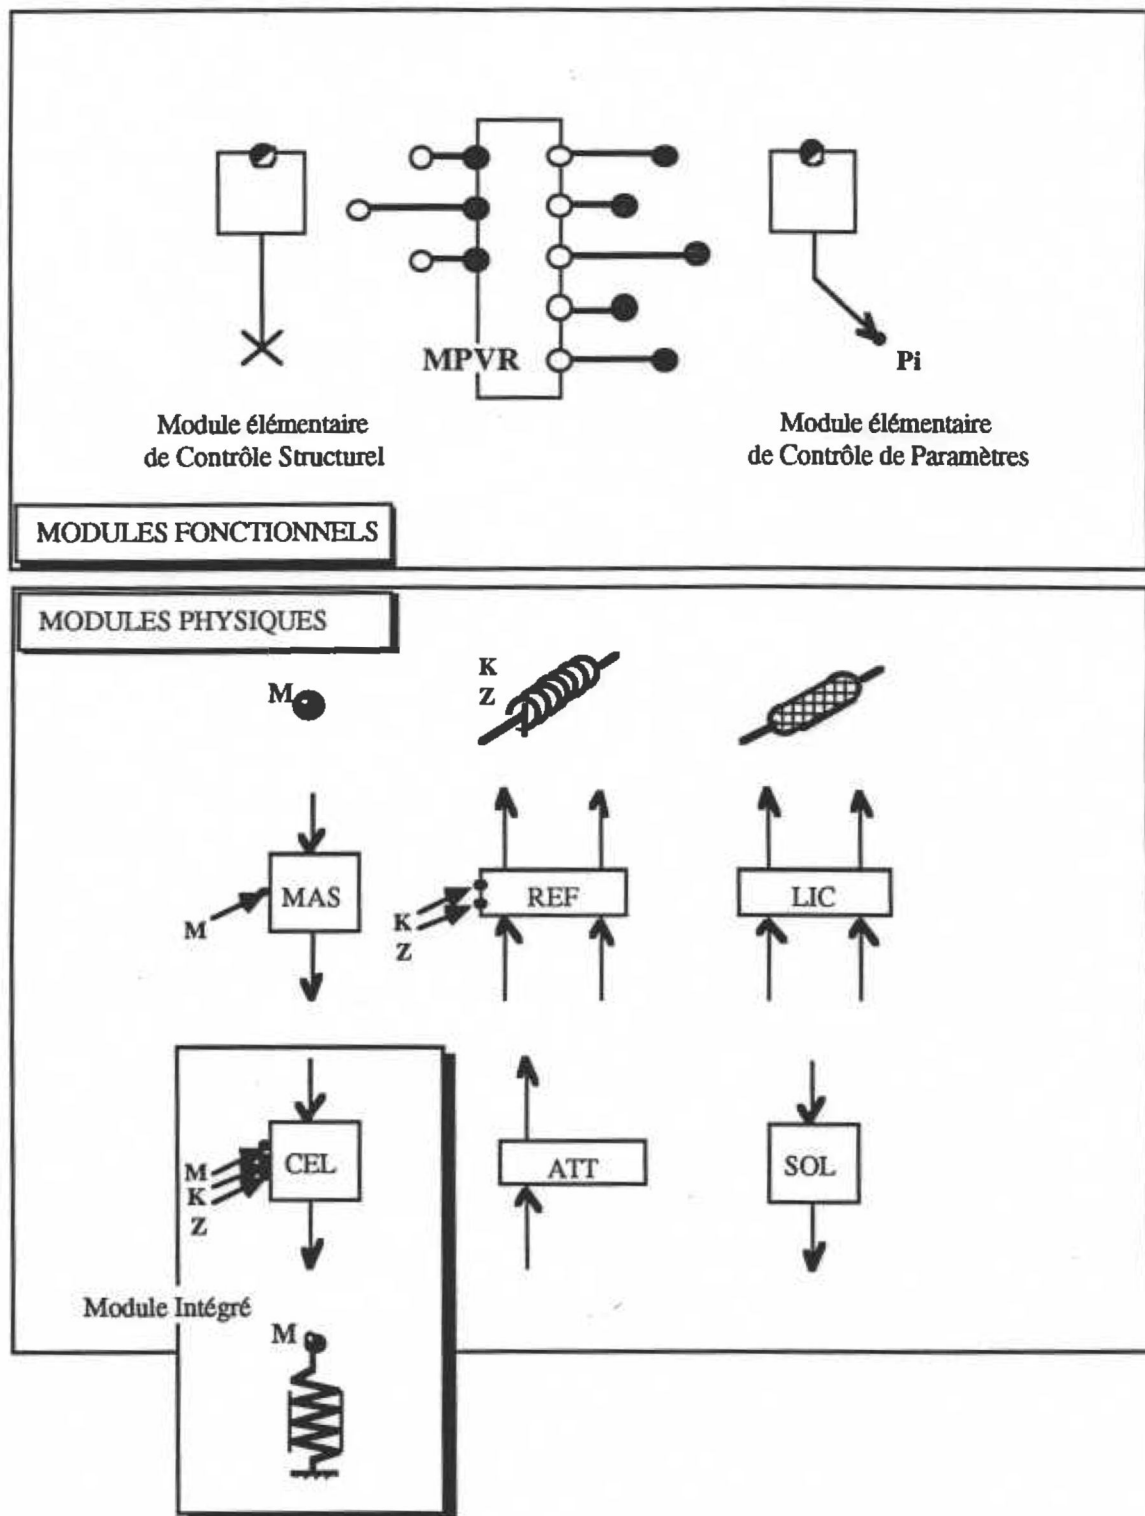 MPVR
Pi
Module élémentaire
de Contrôle Structurel
Module élémentaire
de Contrôle de Paramètres
MODULES FONCTIONNELS
MODULES PHYSIQUES
M
K
Z
MAS
M
REF
K
Z
LIC
CEL
M
K
Z
ATT
SOL
Module Intégré
M